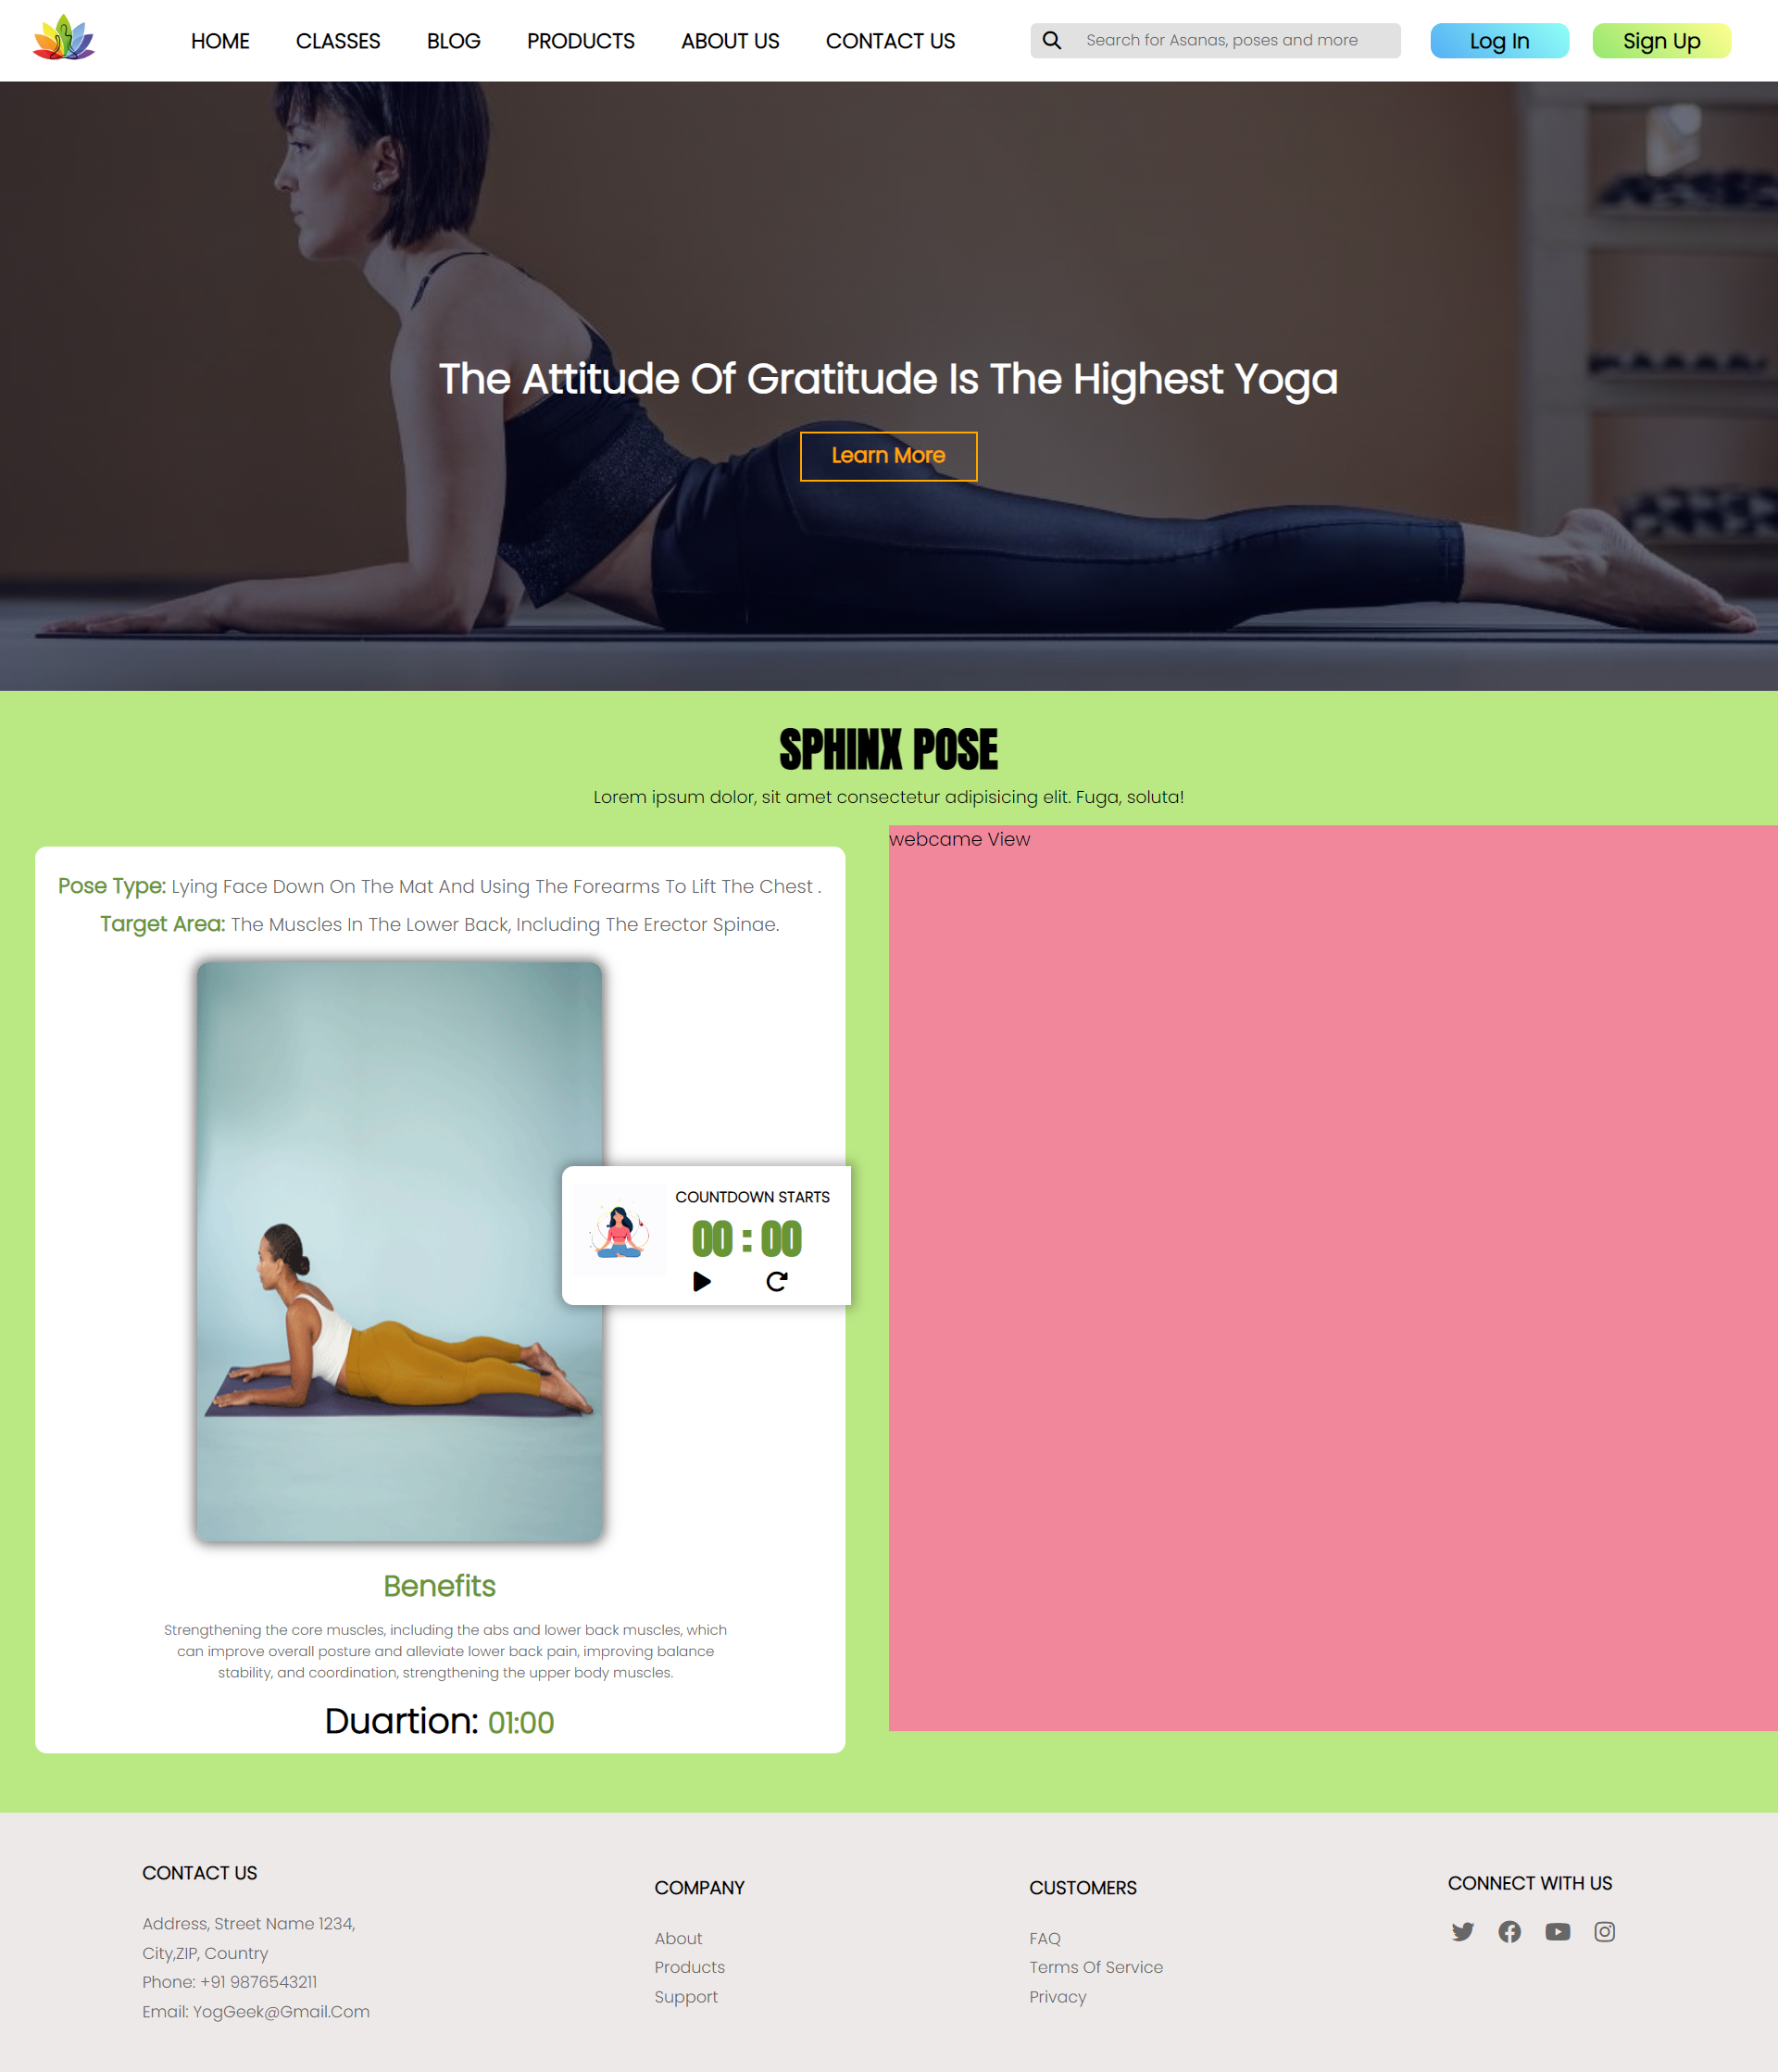 HOME CLASSES BLOG PRODUCTS ABOUT US CONTACT US Search for Asanas, poses and more Log In Sign Up
The Attitude Of Gratitude Is The Highest Yoga
Learn More
SPHINX POSE
Lorem ipsum dolor, sit amet consectetur adipisicing elit. Fuga, soluta!
Pose Type: Lying Face Down On The Mat And Using The Forearms To Lift The Chest .
Target Area: The Muscles In The Lower Back, Including The Erector Spinae.
COUNTDOWN STARTS
00 : 00
Benefits
Strengthening the core muscles, including the abs and lower back muscles, which
can improve overall posture and alleviate lower back pain, improving balance
stability, and coordination, strengthening the upper body muscles.
Duartion: 01:00
webcame View
CONTACT US
Address, Street Name 1234,
City,ZIP, Country
Phone: +91 9876543211
Email: YogGeek@Gmail.Com
COMPANY
About
Products
Support
CUSTOMERS
FAQ
Terms Of Service
Privacy
CONNECT WITH US